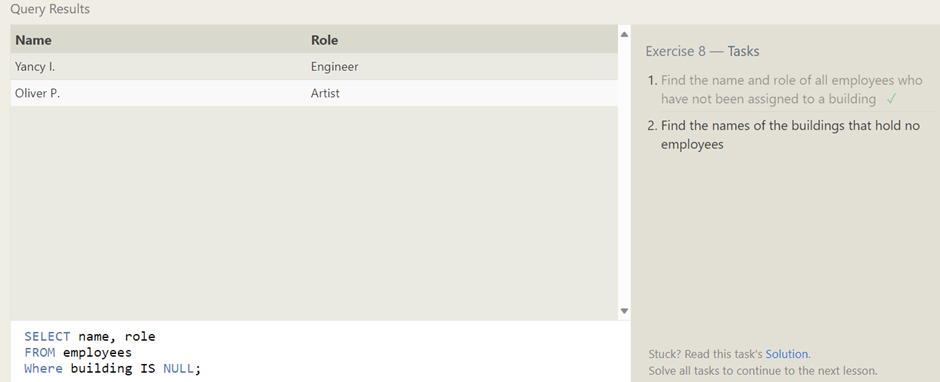 Query Results
Name Role
Yancy I. Engineer
Oliver P. Artist
SELECT name, role
FROM employees
Where building IS NULL;
Exercise 8 — Tasks
1. Find the name and role of all employees who
have not been assigned to a building ✓
2. Find the names of the buildings that hold no
employees
Stuck? Read this task's Solution.
Solve all tasks to continue to the next lesson.